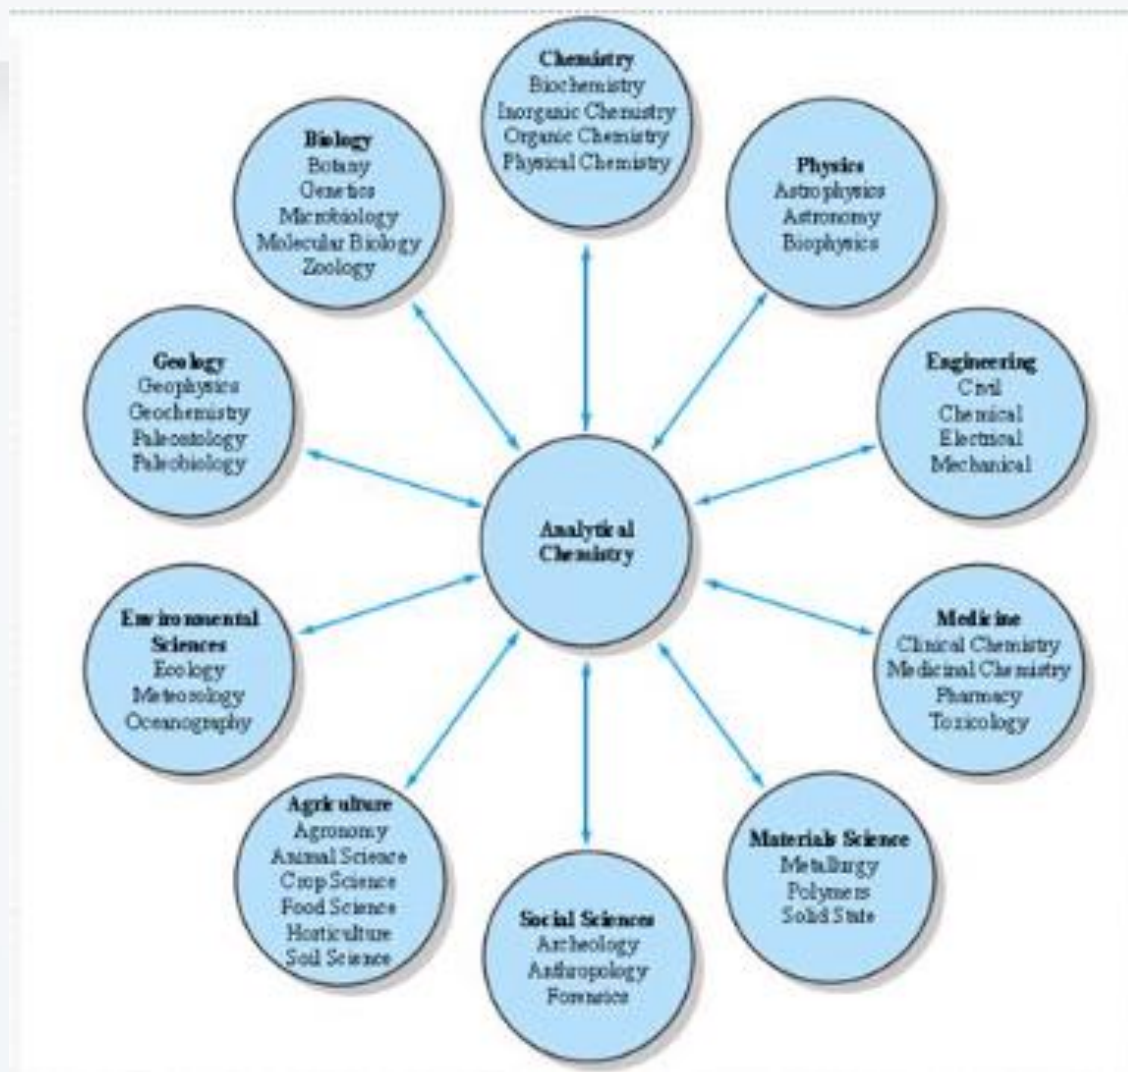 Chemistry
Biochemistry
Inorganic Chemistry
Organic Chemistry
Physical Chemistry
Physics
Astrophysics
Astronomy
Biophysics
Engineering
Civil
Chemical
Electrical
Mechanical
Medicine
Clinical Chemistry
Medicinal Chemistry
Pharmacy
Toxicology
Materials Science
Metallurgy
Polymers
Solid State
Social Sciences
Archeology
Anthropology
Forensics
Agriculture
Agronomy
Animal Science
Crop Science
Food Science
Horticulture
Soil Science
Environmental
Sciences
Ecology
Meteorology
Oceanography
Geology
Geophysics
Geochemistry
Paleontology
Paleobiology
Biology
Botany
Genetics
Microbiology
Molecular Biology
Zoology
Analytical
Chemistry